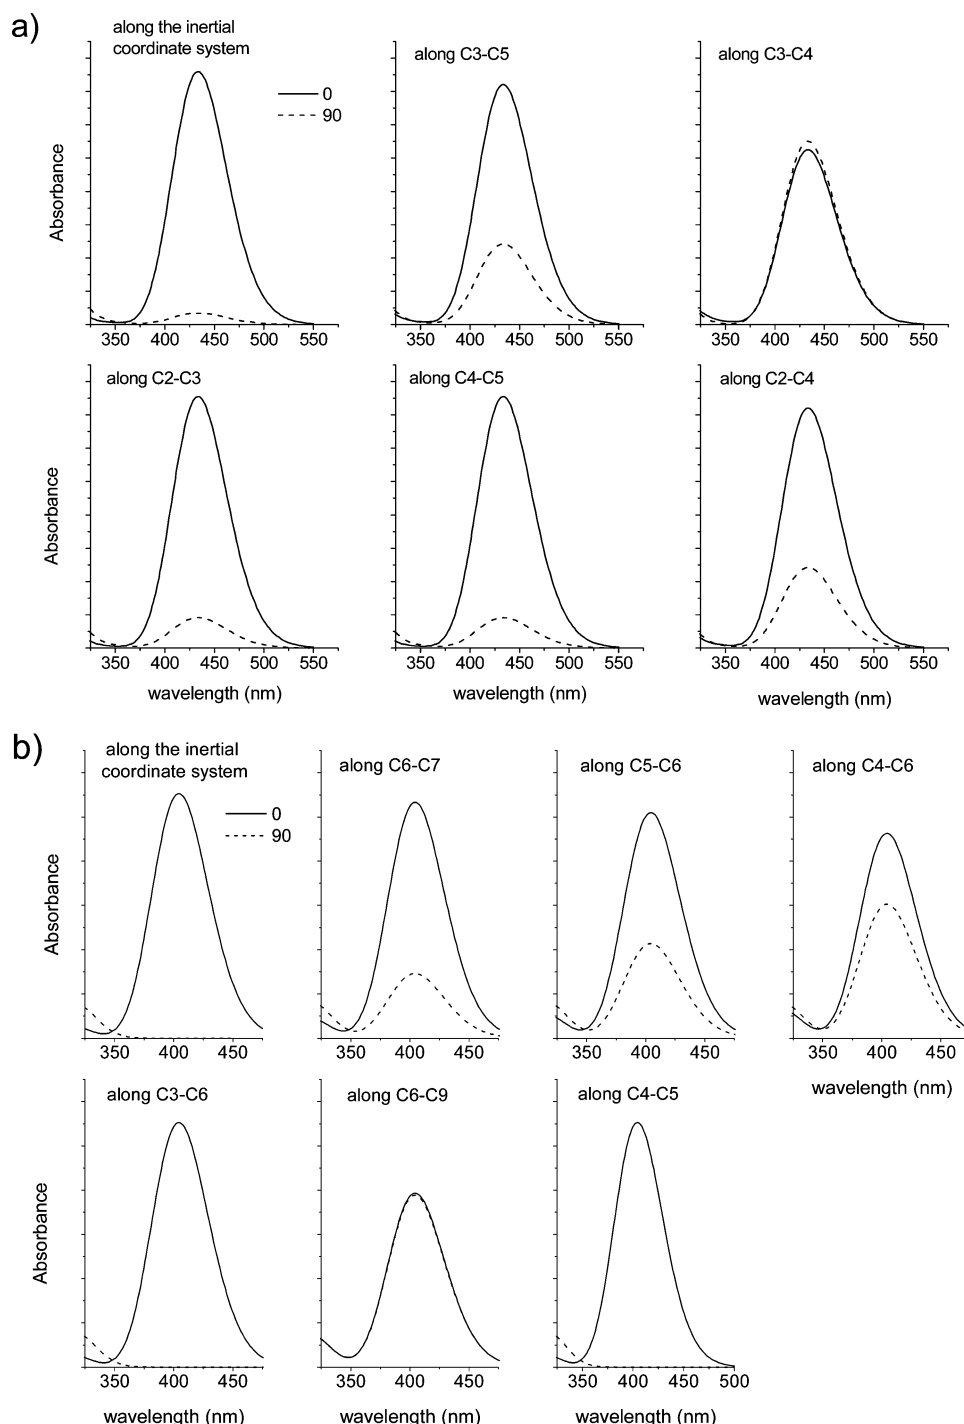 a)
along the inertial
coordinate system
along C3-C5
along C3-C4
0
90
Absorbance
350 400 450 500 550
350 400 450 500 550
350 400 450 500 550
along C2-C3
along C4-C5
along C2-C4
Absorbance
350 400 450 500 550
350 400 450 500 550
350 400 450 500 550
wavelength (nm)
wavelength (nm)
wavelength (nm)
b)
along the inertial
coordinate system
along C6-C7
along C5-C6
along C4-C6
0
90
Absorbance
350 400 450
350 400 450
350 400 450
350 400 450
wavelength (nm)
along C3-C6
along C6-C9
along C4-C5
Absorbance
350 400 450
350 400 450
350 400 450 500
wavelength (nm)
wavelength (nm)
wavelength (nm)